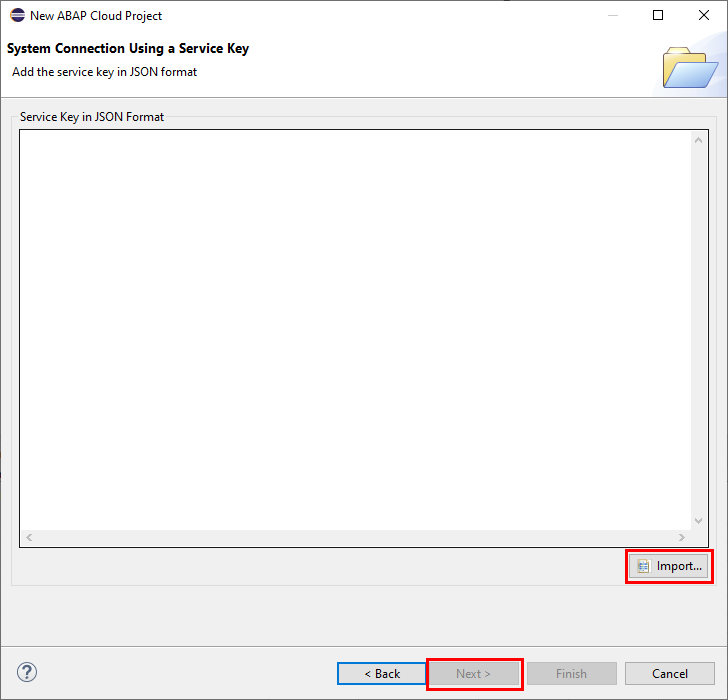 New ABAP Cloud Project
System Connection Using a Service Key
Add the service key in JSON format
Service Key in JSON Format
Import...
?
< Back
Next >
Finish
Cancel